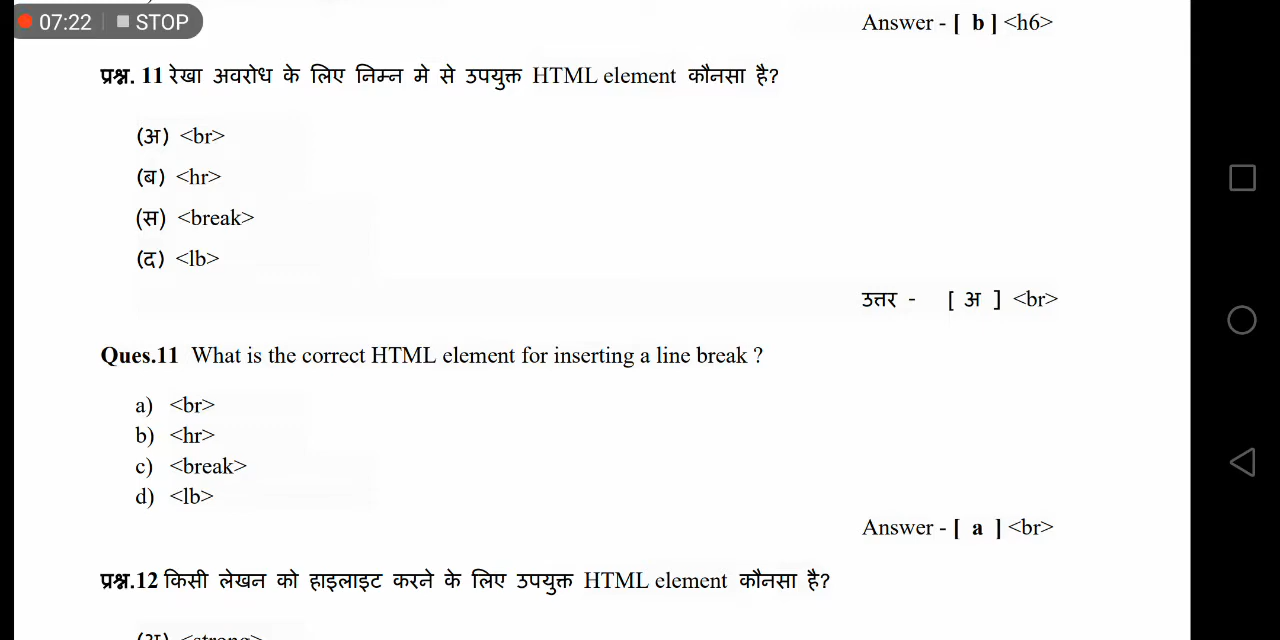 07:22 STOP
Answer - [ b ] <h6>
प्रश्न. 11 रेखा अवरोध के लिए निम्न मे से उपयुक्त HTML element कौनसा है?
(अ) <br>
(ब) <hr>
(स) <break>
(द) <lb>
उत्तर - [ अ ] <br>
Ques.11 What is the correct HTML element for inserting a line break ?
a) <br>
b) <hr>
c) <break>
d) <lb>
Answer - [ a ] <br>
प्रश्न.12 किसी लेखन को हाइलाइट करने के लिए उपयुक्त HTML element कौनसा है?
(अ) <strong>